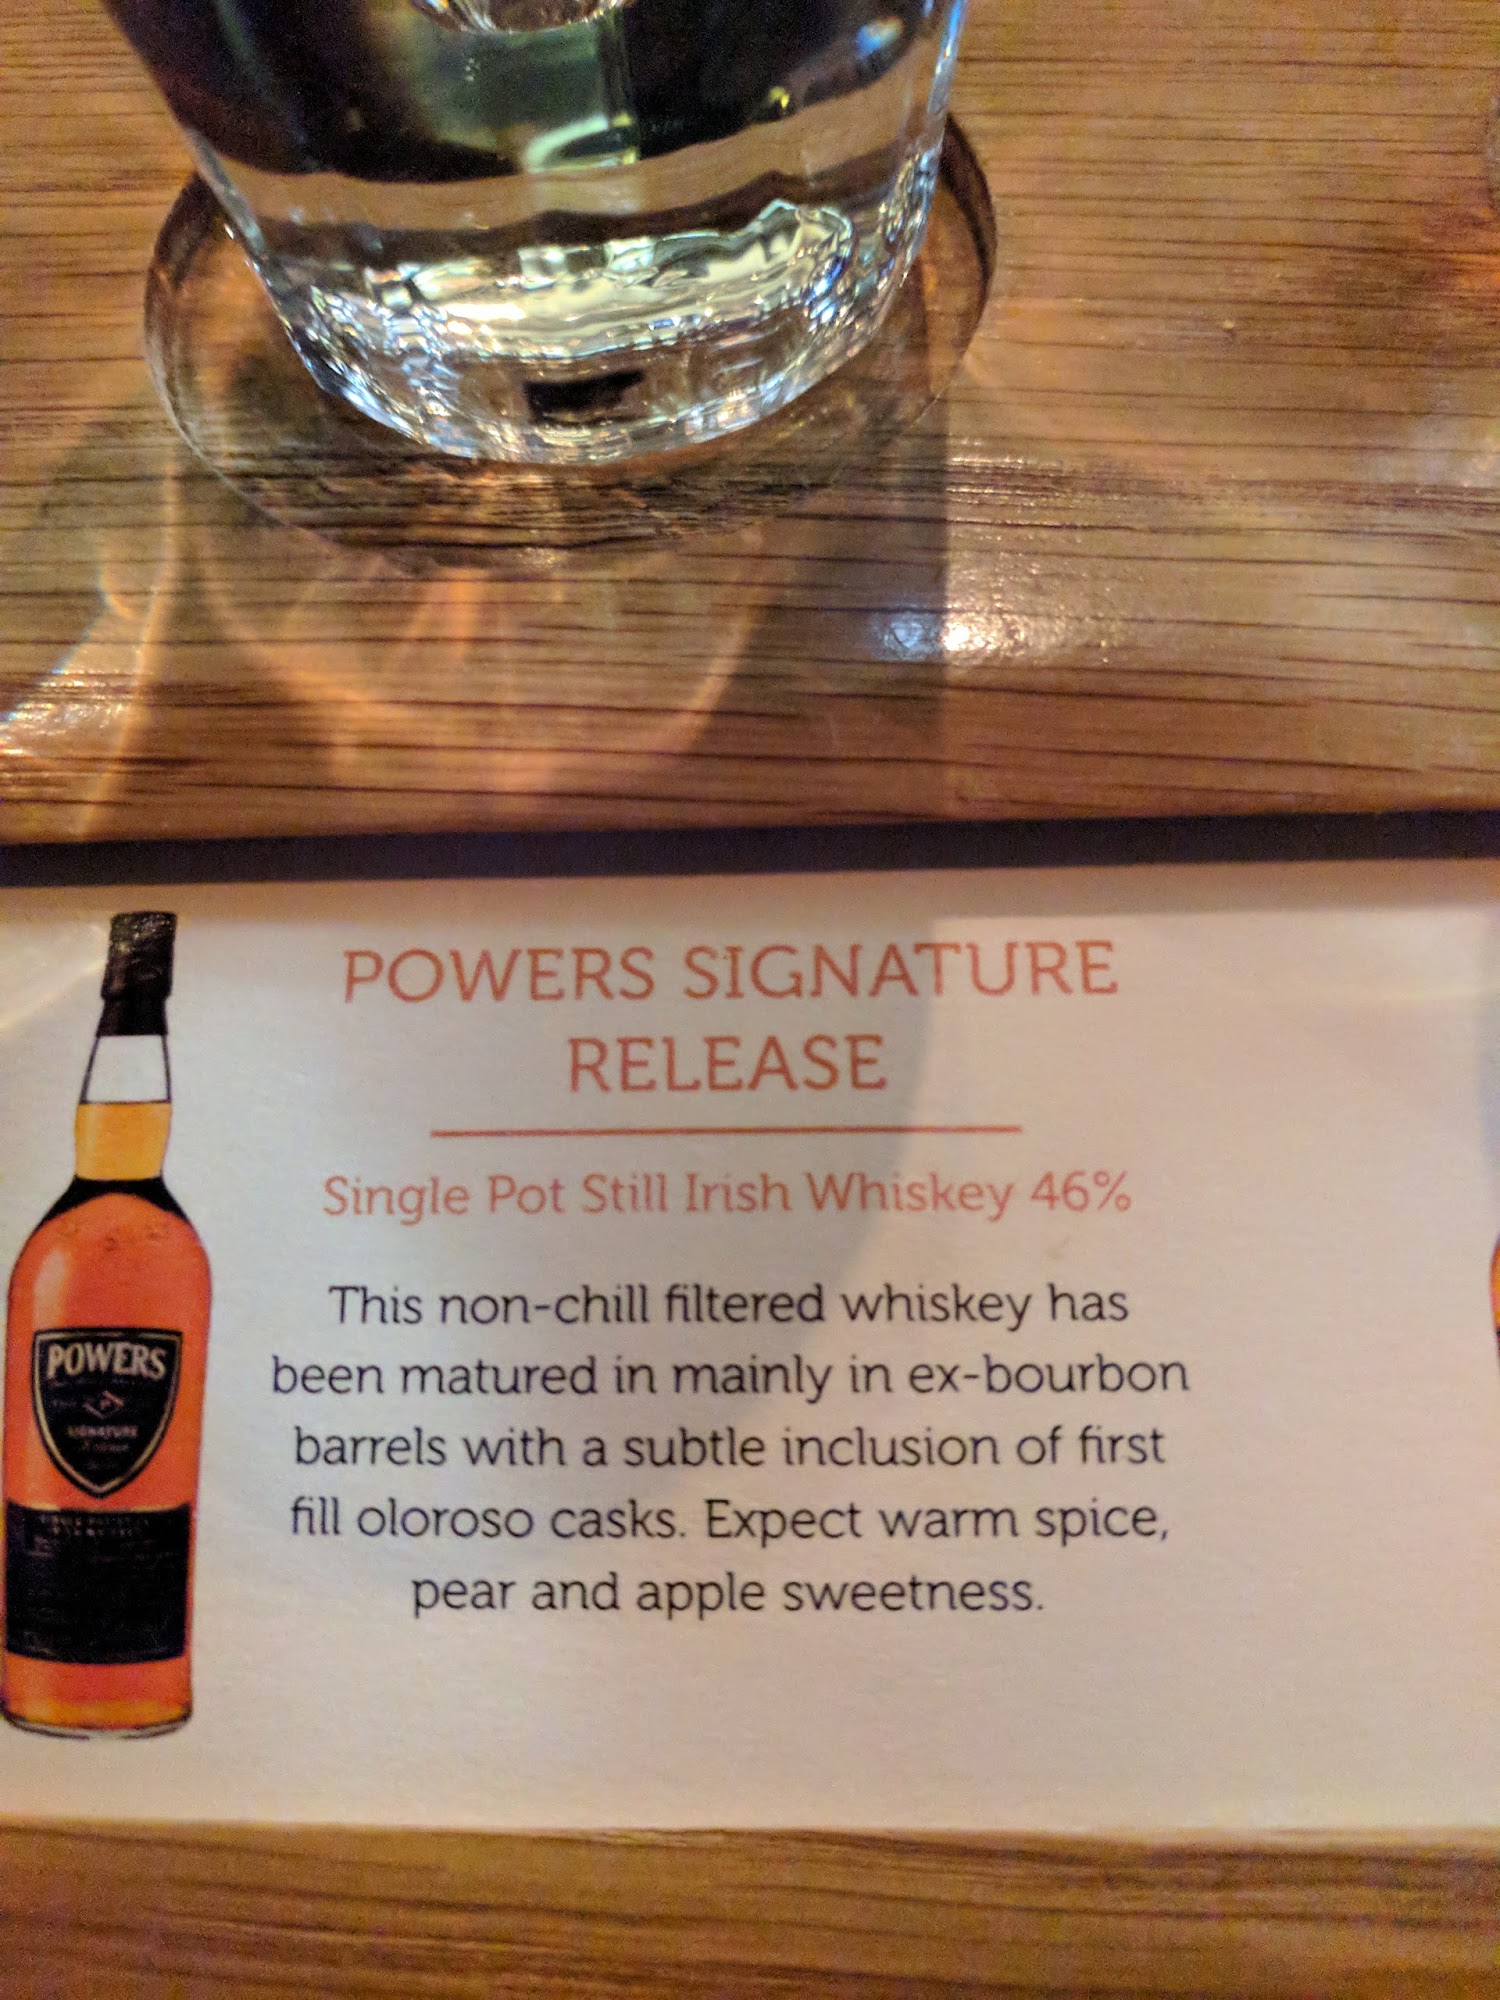 POWERS SIGNATURE
RELEASE
Single Pot Still Irish Whiskey 46%
This non-chill filtered whiskey has
been matured in mainly in ex-bourbon
barrels with a subtle inclusion of first
fill oloroso casks. Expect warm spice,
pear and apple sweetness.
POWERS
P
SIGNATURE
Release